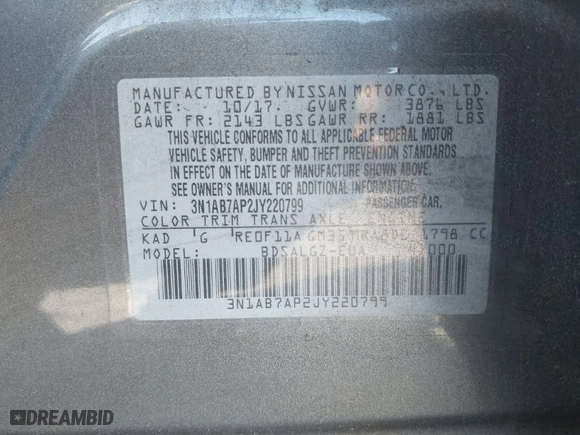 MANUFACTURED BY NISSAN MOTOR CO., LTD.
DATE: 10/17 GVWR: 3876 LBS
GAWR FR: 2143 LBS GAWR RR: 1881 LBS
THIS VEHICLE CONFORMS TO ALL APPLICABLE FEDERAL MOTOR
VEHICLE SAFETY, BUMPER AND THEFT PREVENTION STANDARDS
IN EFFECT ON THE DATE OF MANUFACTURE SHOWN ABOVE.
SEE OWNER'S MANUAL FOR ADDITIONAL INFORMATION.
VIN: 3N1AB7AP2JY220799 PASSENGER CAR,
COLOR TRIM TRANS AXLE ENGINE
KAD G RE0F11A GM35 1798 CC
MODEL: BDSALGZ-EUA
3N1AB7AP2JY220799
DREAMBID